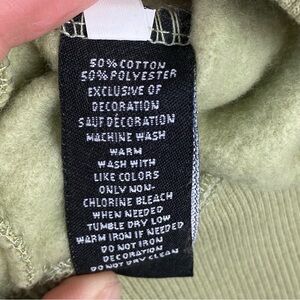 50% COTTON
50% POLYESTER
EXCLUSIVE OF
DECORATION
SAUF DÉCORATION
MACHINE WASH
WARM
WASH WITH
LIKE COLORS
ONLY NON-
CHLORINE BLEACH
WHEN NEEDED
TUMBLE DRY LOW
WARM IRON IF NEEDED
DO NOT IRON
DECORATION
DO NOT DRY CLEAN